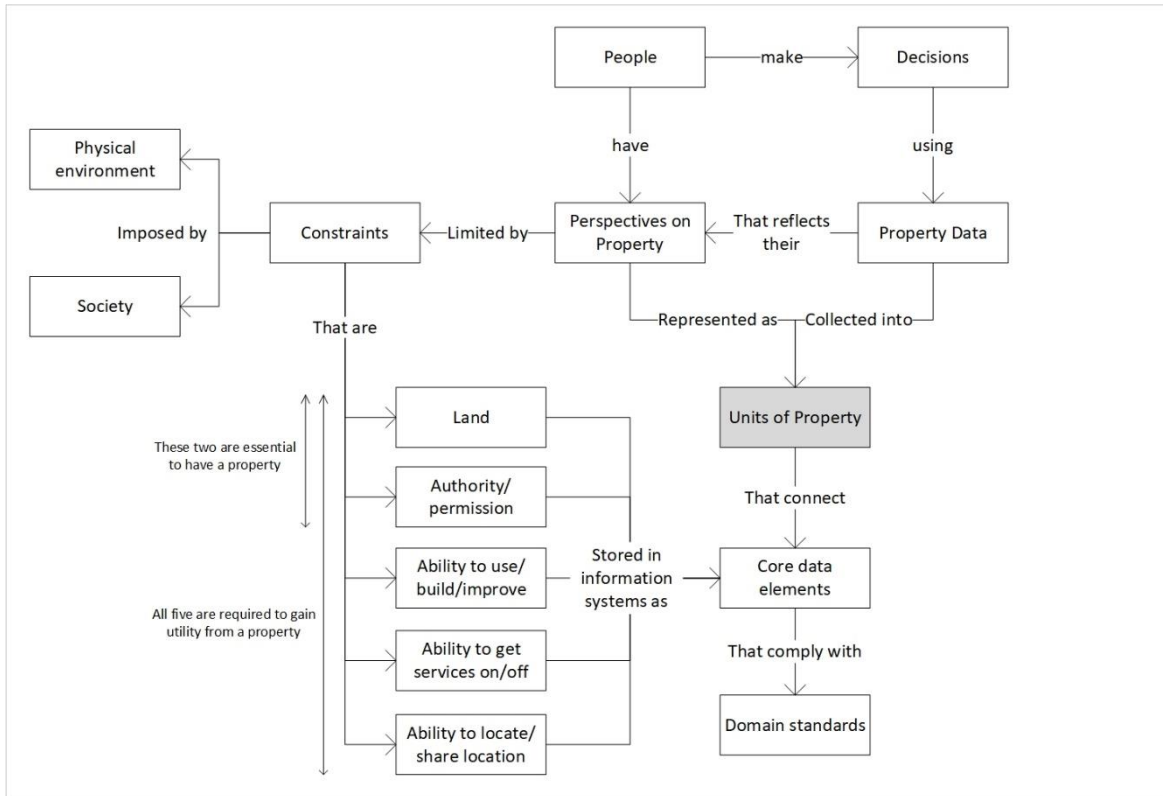 People
make
Decisions
Physical
environment
have
using
Imposed by
Constraints
Limited by
Perspectives on
Property
That reflects
their
Property Data
Society
That are
Represented as
Collected into
Land
Units of Property
These two are essential
to have a property
Authority/
permission
That connect
Ability to use/
build/improve
Stored in
information
systems as
Core data
elements
All five are required to gain
utility from a property
Ability to get
services on/off
That comply with
Ability to locate/
share location
Domain standards